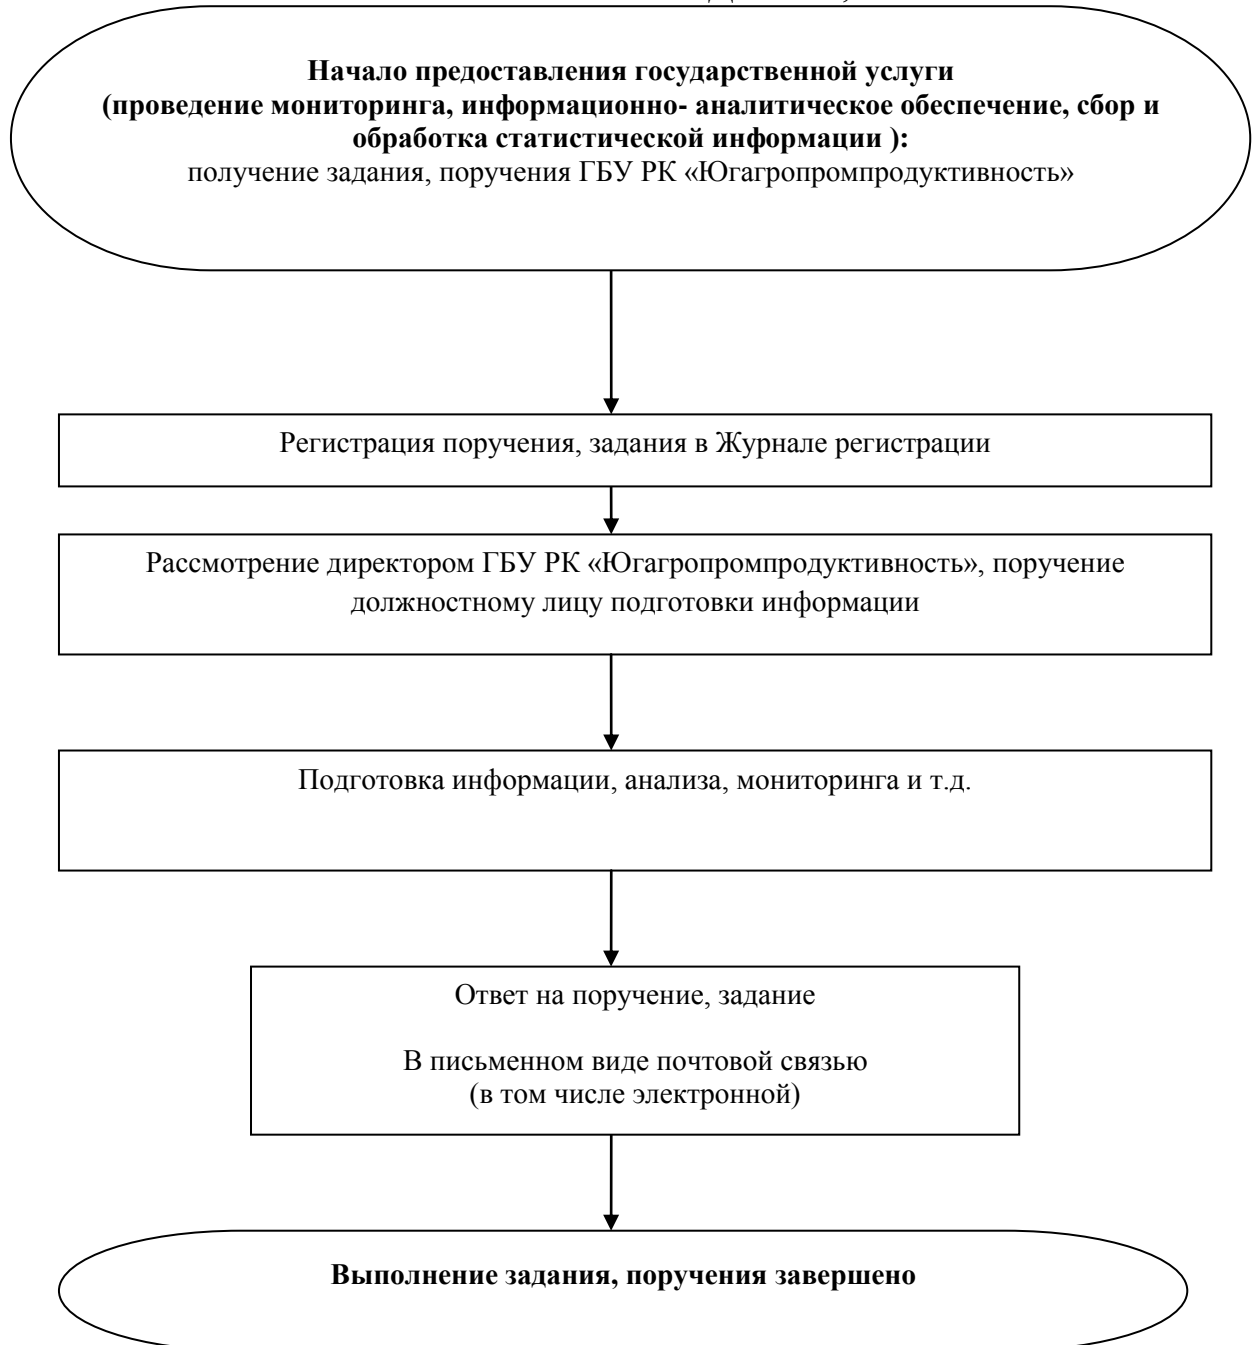 Начало предоставления государственной услуги
(проведение мониторинга, информационно- аналитическое обеспечение, сбор и
обработка статистической информации ):
получение задания, поручения ГБУ РК «Югагропромпродуктивность»
Регистрация поручения, задания в Журнале регистрации
Рассмотрение директором ГБУ РК «Югагропромпродуктивность», поручение
должностному лицу подготовки информации
Подготовка информации, анализа, мониторинга и т.д.
Ответ на поручение, задание
В письменном виде почтовой связью
(в том числе электронной)
Выполнение задания, поручения завершено